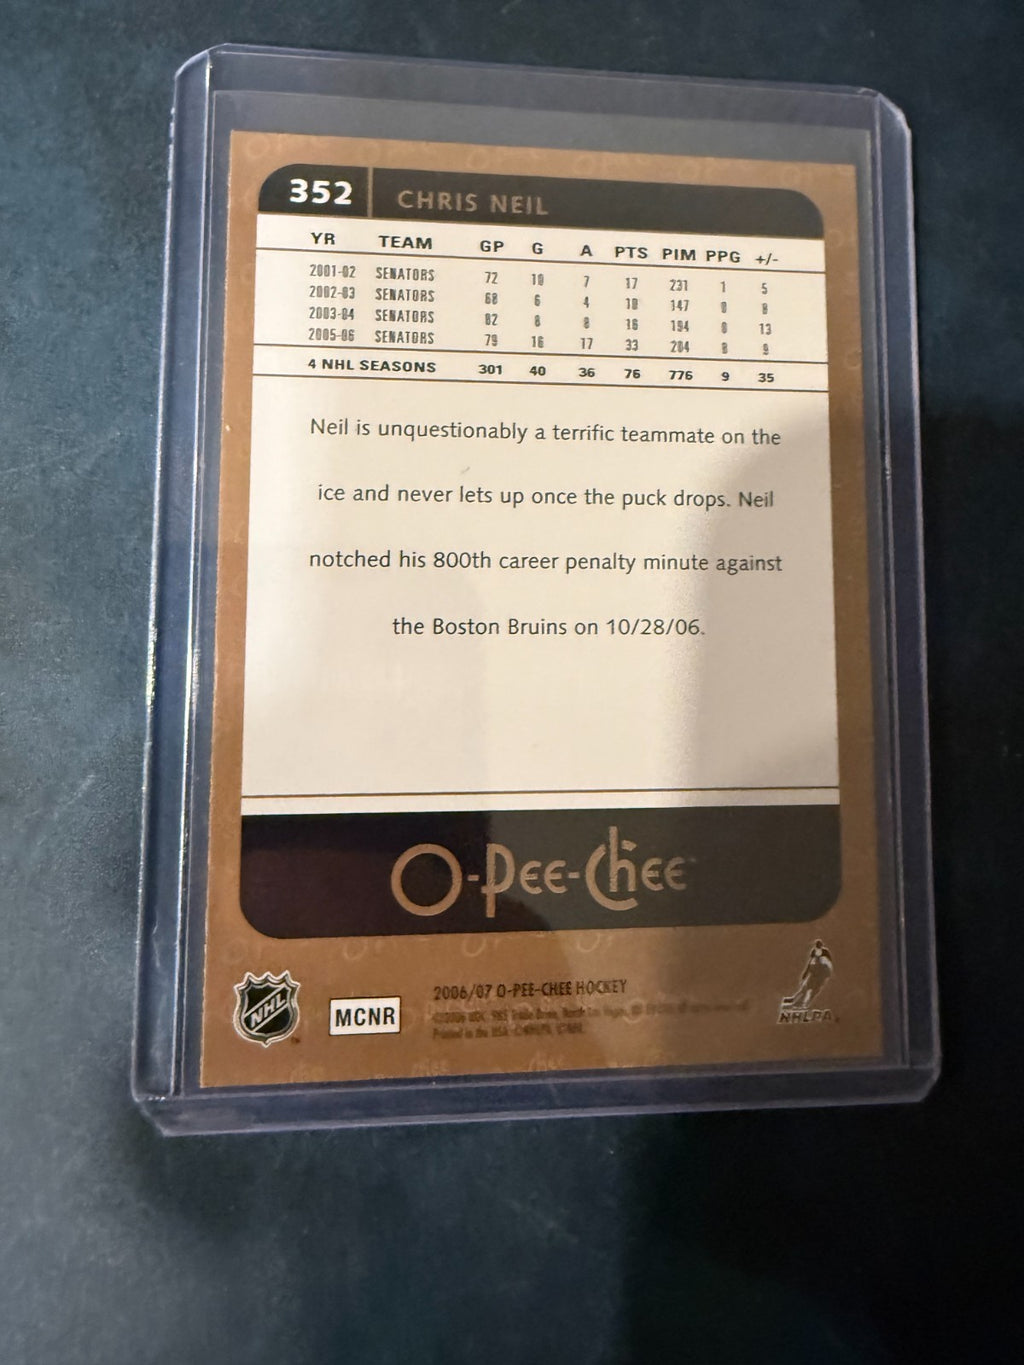 352 CHRIS NEIL
YR TEAM GP G A PTS PIM PPG +/-
2001-02 SENATORS 72 10 7 17 231 1 5
2002-03 SENATORS 68 6 4 10 147 0 8
2003-04 SENATORS 82 8 8 16 194 0 13
2005-06 SENATORS 79 16 17 33 204 8 9
4 NHL SEASONS 301 40 36 76 776 9 35
Neil is unquestionably a terrific teammate on the
ice and never lets up once the puck drops. Neil
notched his 800th career penalty minute against
the Boston Bruins on 10/28/06.
O-Pee-Chee
NHL
MCNR
2006/07 O-PEE-CHEE HOCKEY
Printed in the USA.
NHLPA